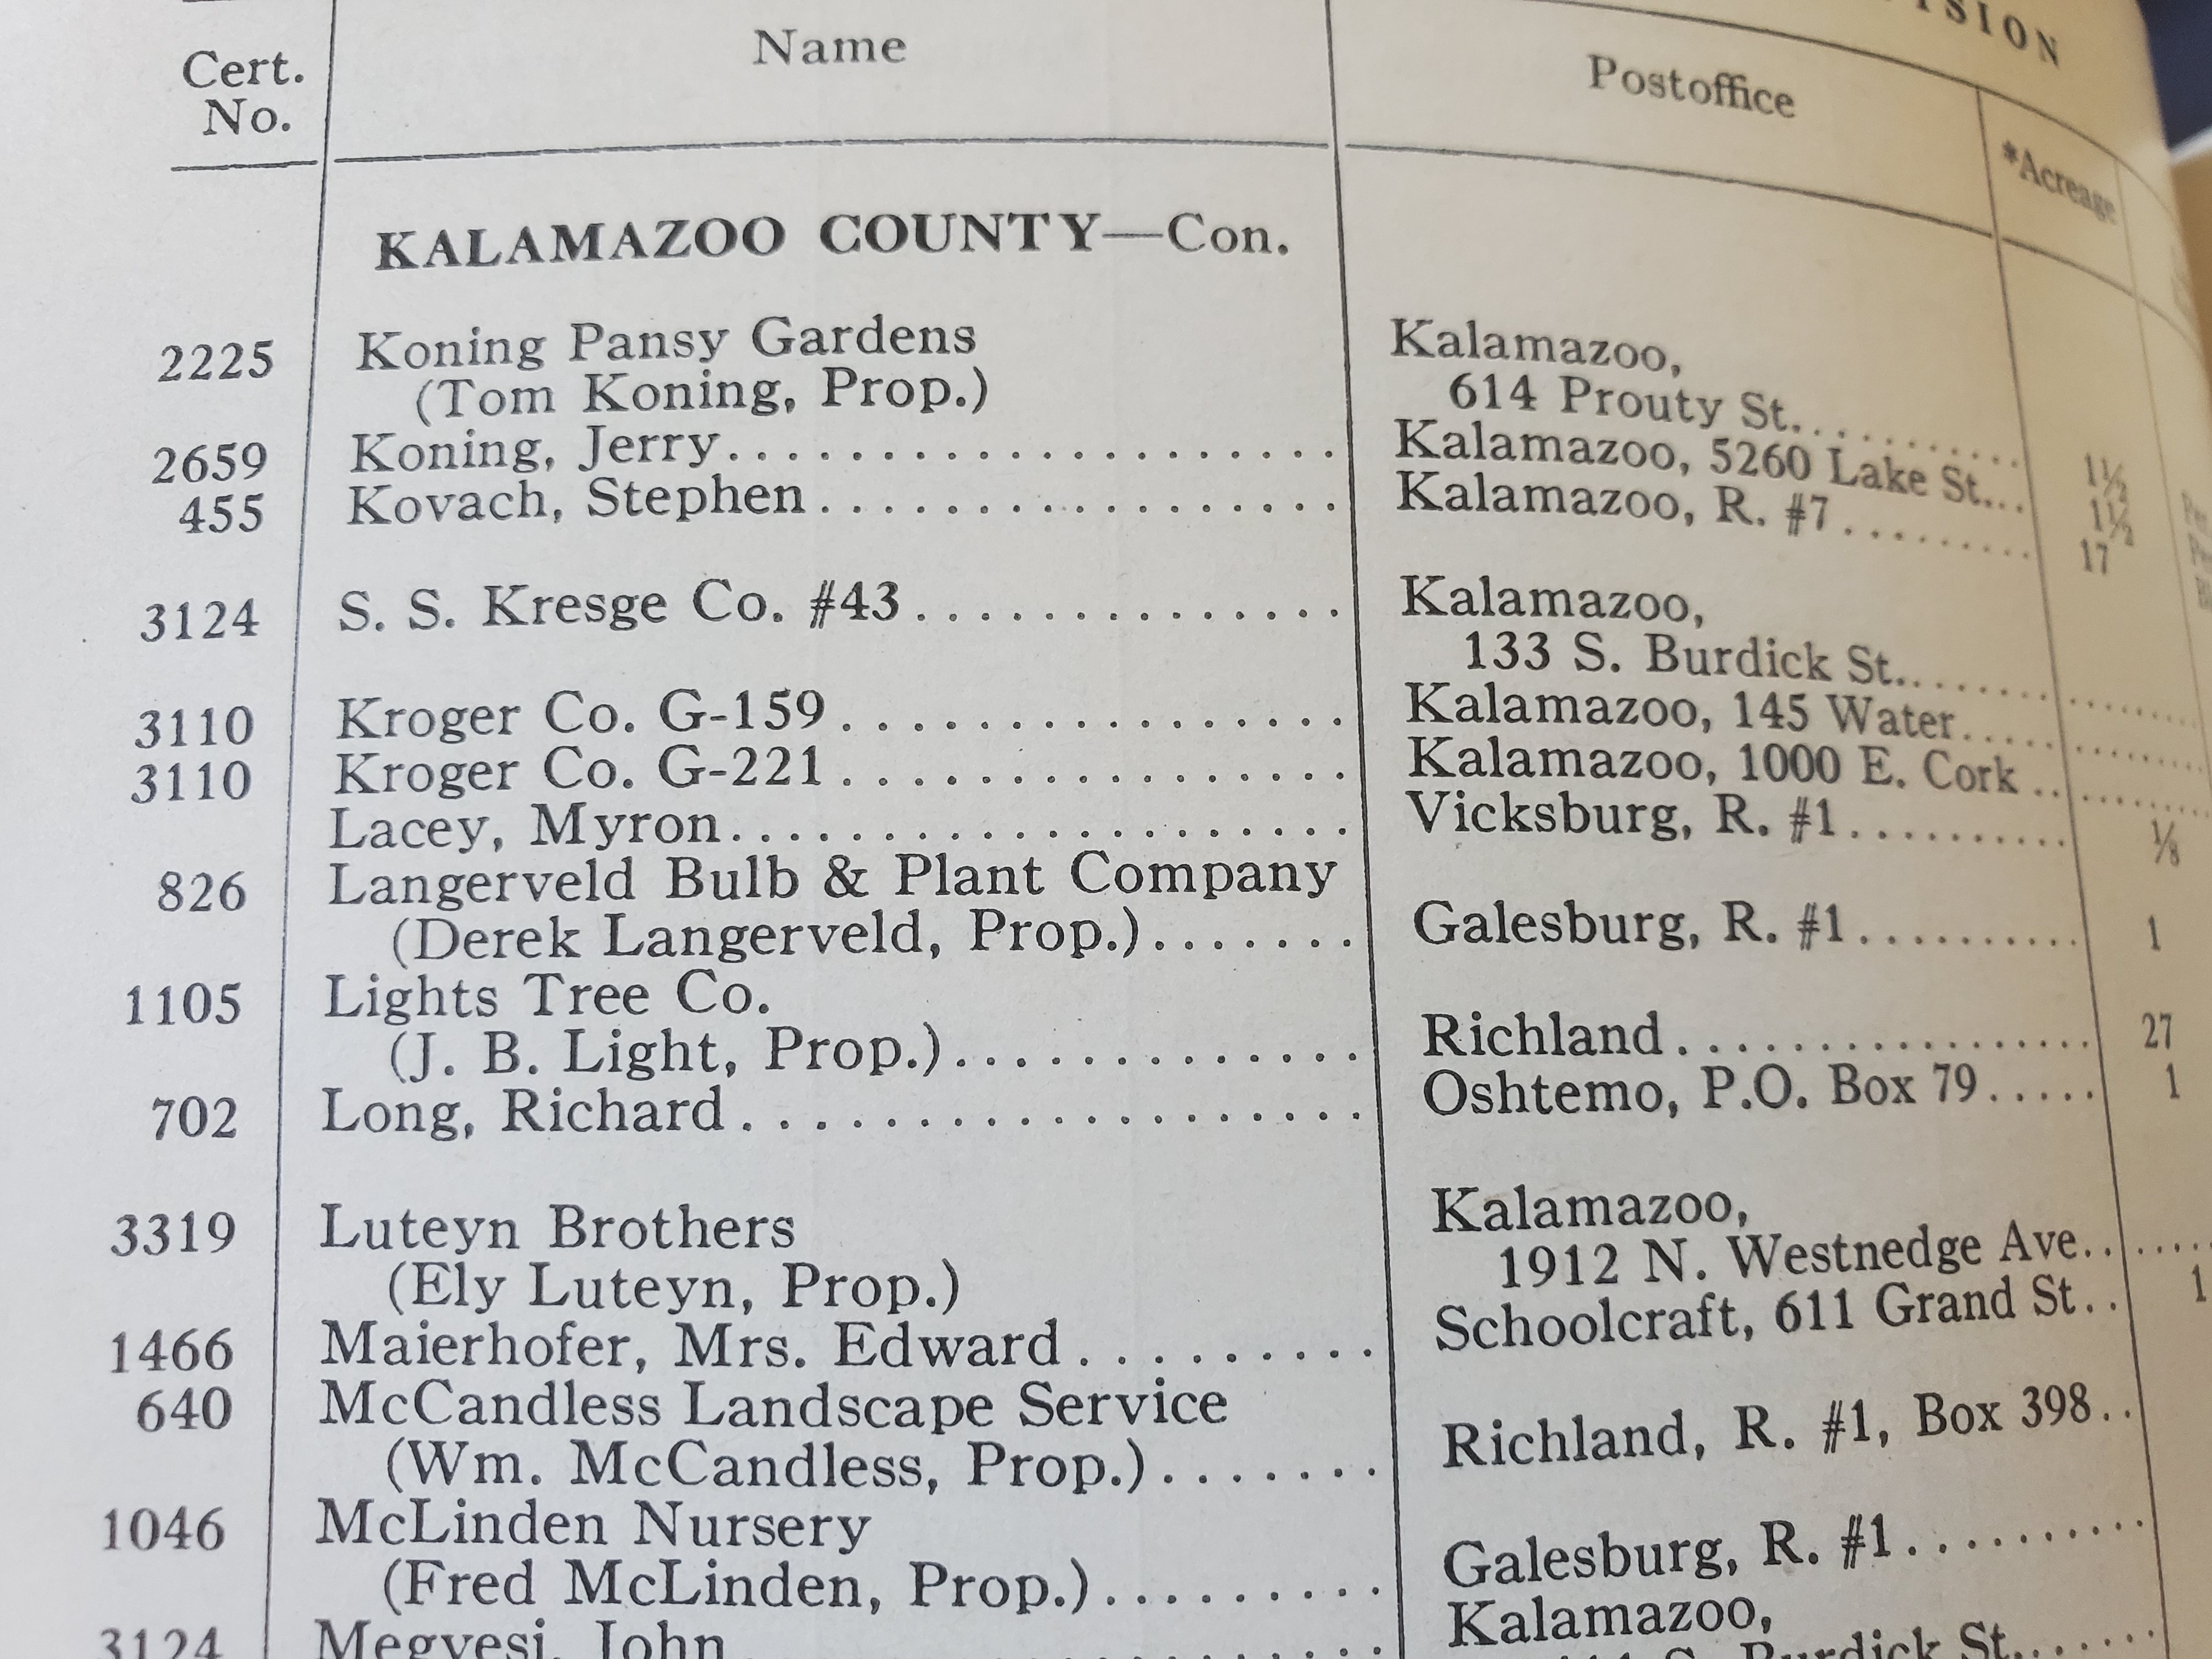 ISION
Cert. No. Name Postoffice *Acreage
KALAMAZOO COUNTY—Con.
2225 Koning Pansy Gardens Kalamazoo,
(Tom Koning, Prop.) 614 Prouty St.......... 1½
2659 Koning, Jerry.................... Kalamazoo, 5260 Lake St... 1½
455 Kovach, Stephen................. Kalamazoo, R. #7......... 17
3124 S. S. Kresge Co. #43.............. Kalamazoo,
133 S. Burdick St.........
3110 Kroger Co. G-159................ Kalamazoo, 145 Water.....
3110 Kroger Co. G-221................ Kalamazoo, 1000 E. Cork ..
Lacey, Myron.................... Vicksburg, R. #1.......... ⅛
826 Langerveld Bulb & Plant Company
(Derek Langerveld, Prop.)....... Galesburg, R. #1.......... 1
1105 Lights Tree Co.
(J. B. Light, Prop.).............. Richland.................. 27
702 Long, Richard................... Oshtemo, P.O. Box 79..... 1
3319 Luteyn Brothers Kalamazoo,
(Ely Luteyn, Prop.) 1912 N. Westnedge Ave.......
1466 Maierhofer, Mrs. Edward.......... Schoolcraft, 611 Grand St.. 1
640 McCandless Landscape Service
(Wm. McCandless, Prop.)....... Richland, R. #1, Box 398..
1046 McLinden Nursery
(Fred McLinden, Prop.)......... Galesburg, R. #1.........
3124 Megyesi, John Kalamazoo,
S. Burdick St.......